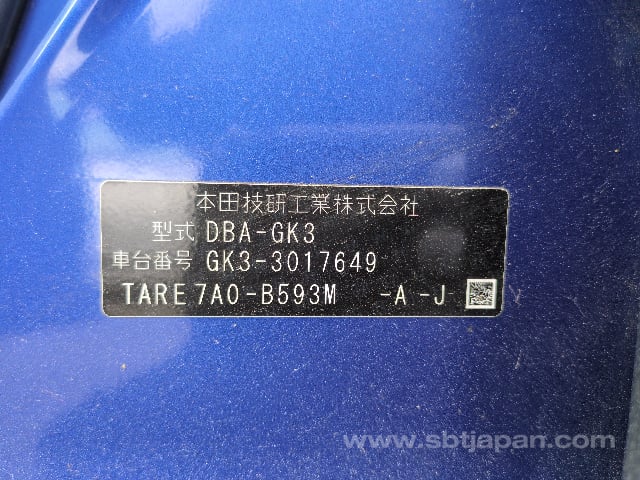 本田技研工業株式会社
型式 DBA-GK3
車台番号 GK3-3017649
TARE 7A0-B593M -A -J
www.sbtjapan.com